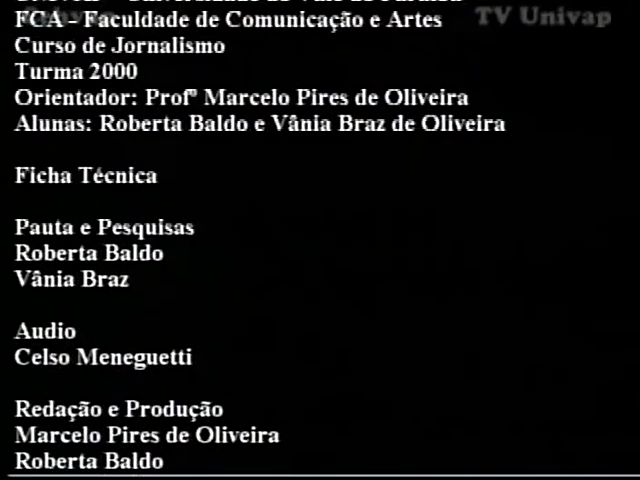 TV Univap
FCA - Faculdade de Comunicação e Artes
Curso de Jornalismo
Turma 2000
Orientador: Profº Marcelo Pires de Oliveira
Alunas: Roberta Baldo e Vânia Braz de Oliveira
Ficha Técnica
Pauta e Pesquisas
Roberta Baldo
Vânia Braz
Audio
Celso Meneguetti
Redação e Produção
Marcelo Pires de Oliveira
Roberta Baldo